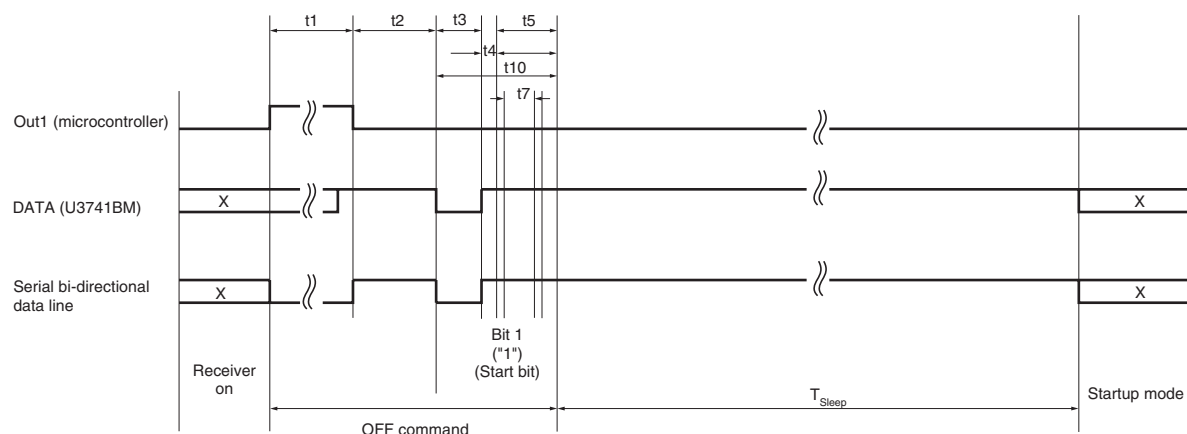 t1
t2
t3
t5
t4
t10
t7
Out1 (microcontroller)
DATA (U3741BM)
X
X
Serial bi-directional
data line
X
X
Bit 1
("1")
(Start bit)
Receiver
on
TSleep
Startup mode
OFF command